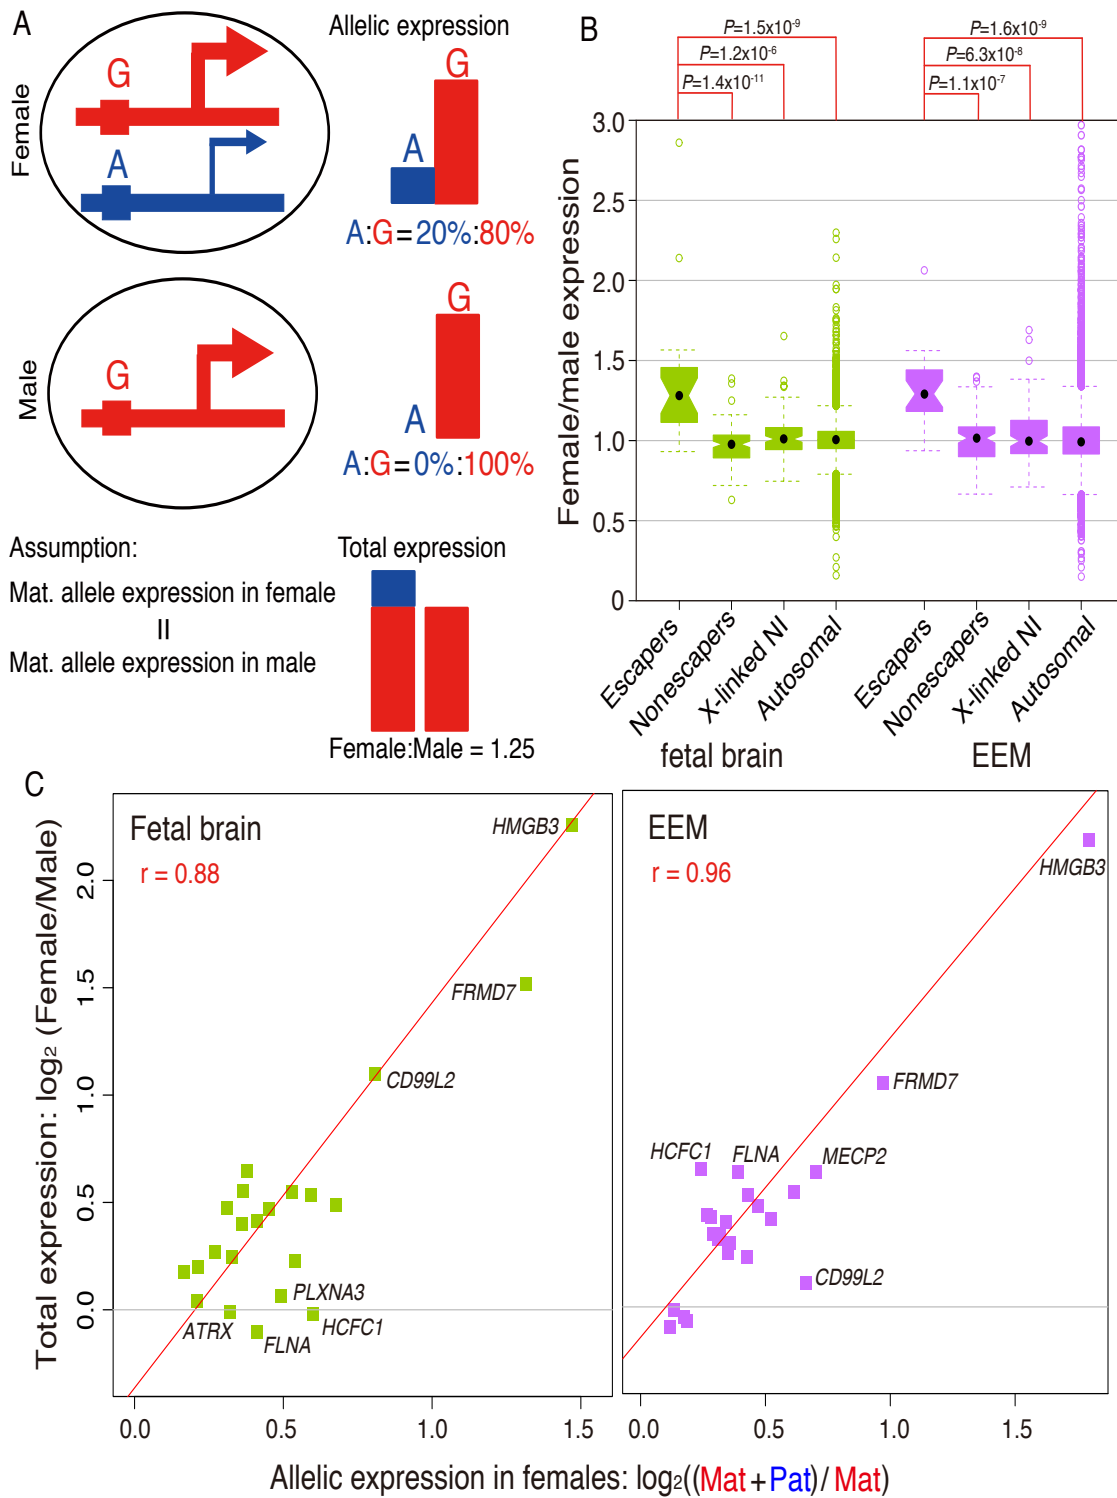 A
Female
G
A
Allelic expression
G
A
A:G=20%:80%
Male
G
G
A
A:G=0%:100%
Assumption:
Mat. allele expression in female
=
Mat. allele expression in male
Total expression
Female:Male = 1.25
B
P=1.5x10-9
P=1.2x10-6
P=1.4x10-11
P=1.6x10-9
P=6.3x10-8
P=1.1x10-7
Female/male expression
3.0
2.5
2.0
1.5
1.0
0.5
0
Escapers
Nonescapers
X-linked NI
Autosomal
Escapers
Nonescapers
X-linked NI
Autosomal
fetal brain
EEM
C
Total expression: log2 (Female/Male)
2.0
1.5
1.0
0.5
0.0
Fetal brain
r = 0.88
HMGB3
FRMD7
CD99L2
PLXNA3
ATRX
HCFC1
FLNA
0.0
0.5
1.0
1.5
EEM
r = 0.96
HMGB3
FRMD7
HCFC1
FLNA
MECP2
CD99L2
0.0
0.5
1.0
1.5
Allelic expression in females: log2((Mat+Pat)/Mat)